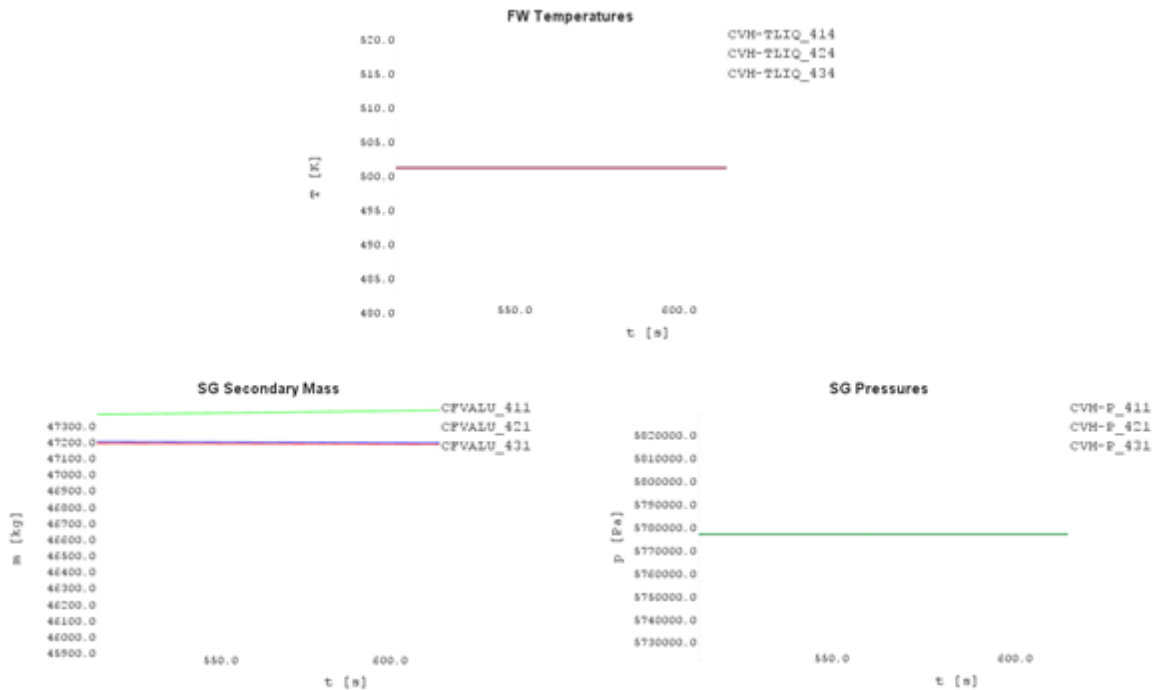 FW Temperatures
CVH-TLIQ_414
CVH-TLIQ_424
CVH-TLIQ_434
520.0
515.0
510.0
505.0
500.0
495.0
490.0
485.0
480.0
T [K]
550.0 600.0
t [s]
SG Secondary Mass
CFVALU_411
CFVALU_421
CFVALU_431
47300.0
47200.0
47100.0
47000.0
46900.0
46800.0
46700.0
46600.0
46500.0
46400.0
46300.0
46200.0
46100.0
46000.0
45900.0
m [kg]
550.0 600.0
t [s]
SG Pressures
CVH-P_411
CVH-P_421
CVH-P_431
5820000.0
5810000.0
5800000.0
5790000.0
5780000.0
5770000.0
5760000.0
5750000.0
5740000.0
5730000.0
p [Pa]
550.0 600.0
t [s]